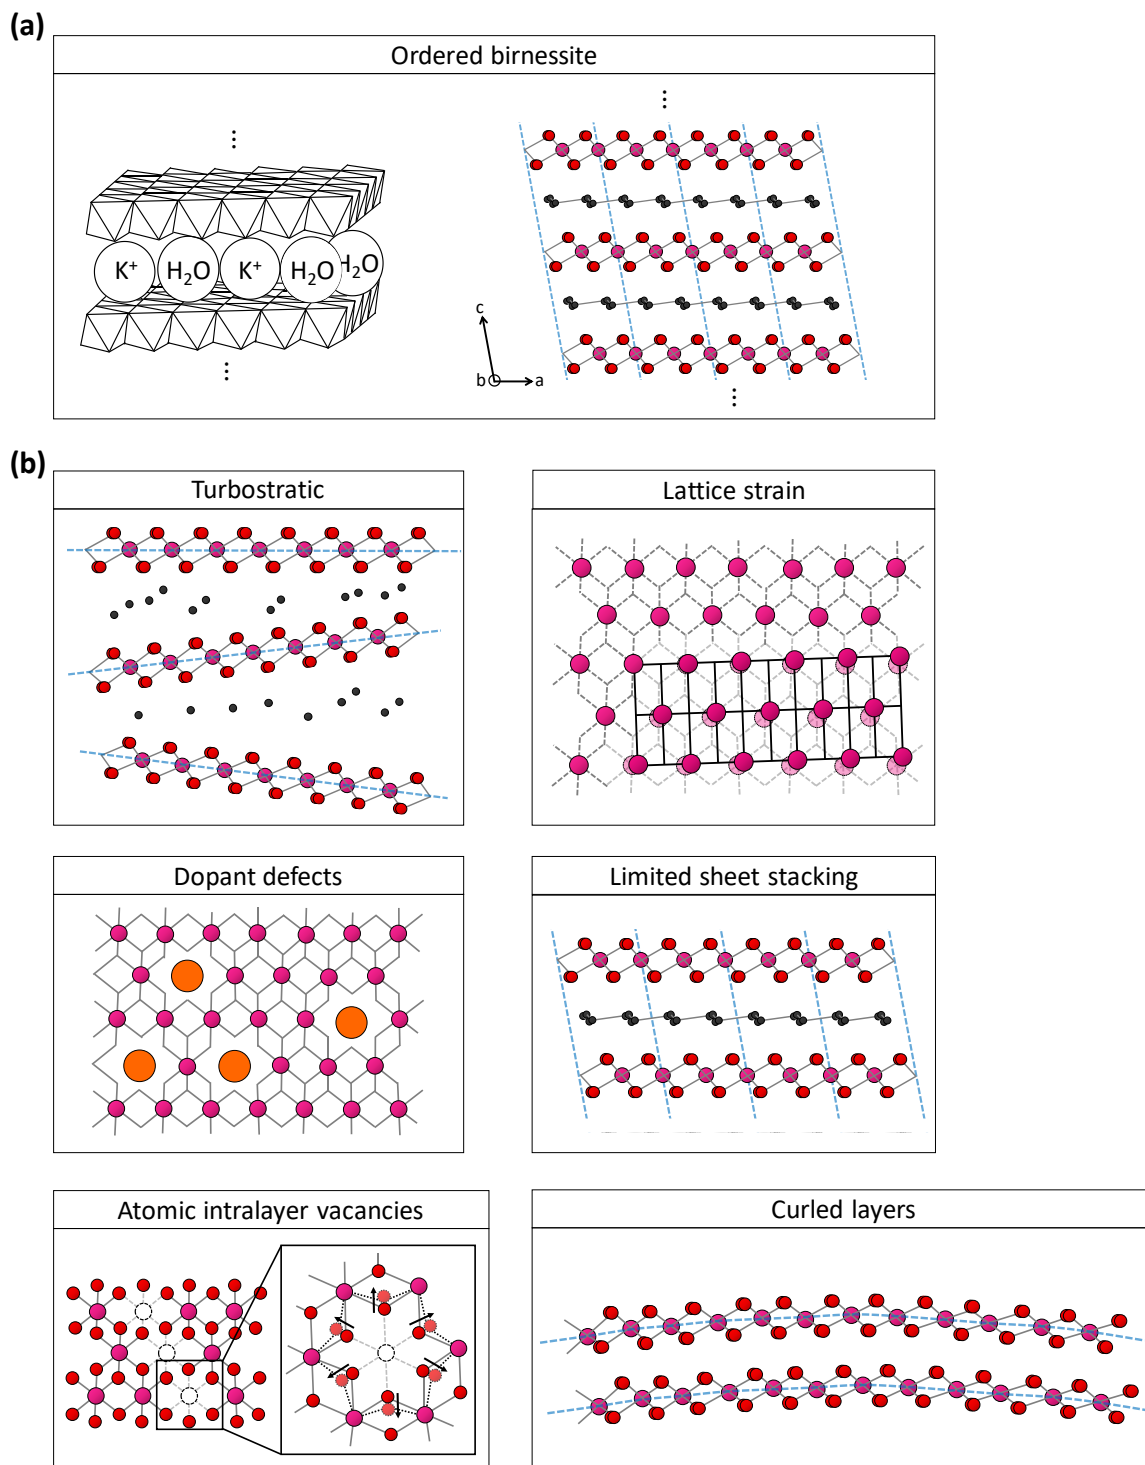 (a)
Ordered birnessite
⋮
⋮
K⁺ H₂O K⁺ H₂O H₂O
c
b a
⋮
⋮
(b)
Turbostratic
Lattice strain
Dopant defects
Limited sheet stacking
Atomic intralayer vacancies
Curled layers